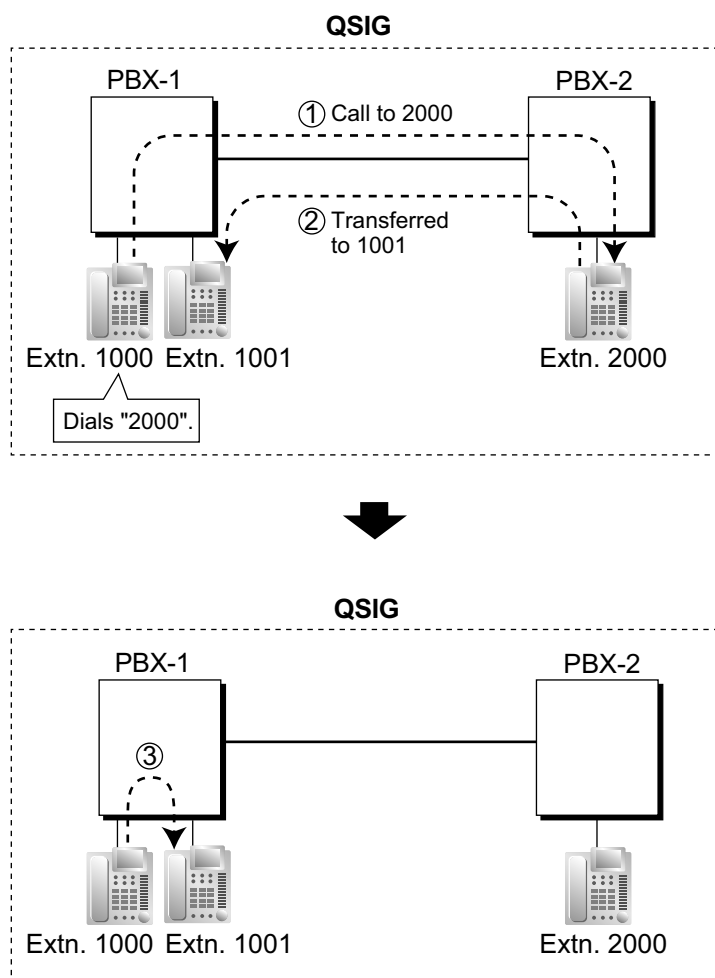 QSIG
PBX-1
PBX-2
① Call to 2000
② Transferred
to 1001
Extn. 1000
Extn. 1001
Extn. 2000
Dials "2000".
QSIG
PBX-1
PBX-2
③
Extn. 1000
Extn. 1001
Extn. 2000